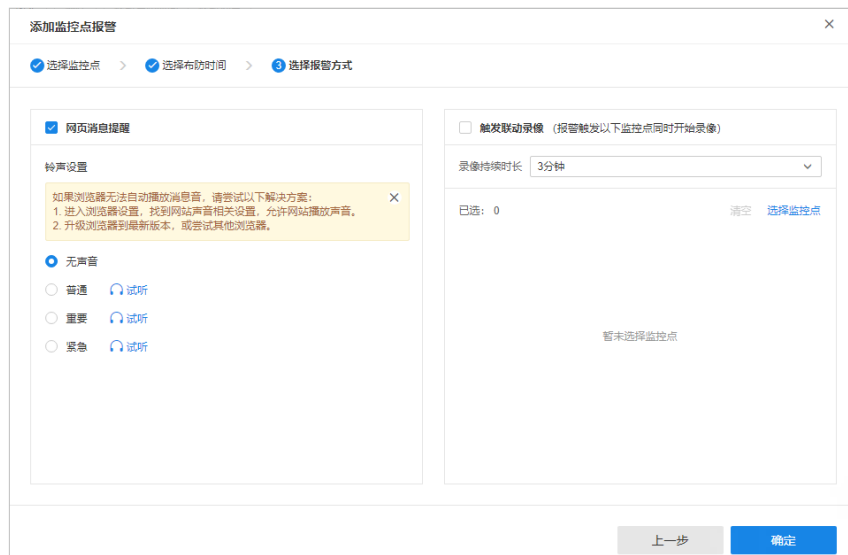 添加监控点报警
选择监控点 > 选择布防时间 > 3 选择报警方式
网页消息提醒
铃声设置
如果浏览器无法自动播放消息音，请尝试以下解决方案：
1. 进入浏览器设置，找到网站声音相关设置，允许网站播放声音。
2. 升级浏览器到最新版本，或尝试其他浏览器。
无声音
普通 试听
重要 试听
紧急 试听
触发联动录像 (报警触发以下监控点同时开始录像)
录像持续时长 3分钟
已选：0 清空 选择监控点
暂未选择监控点
上一步 确定